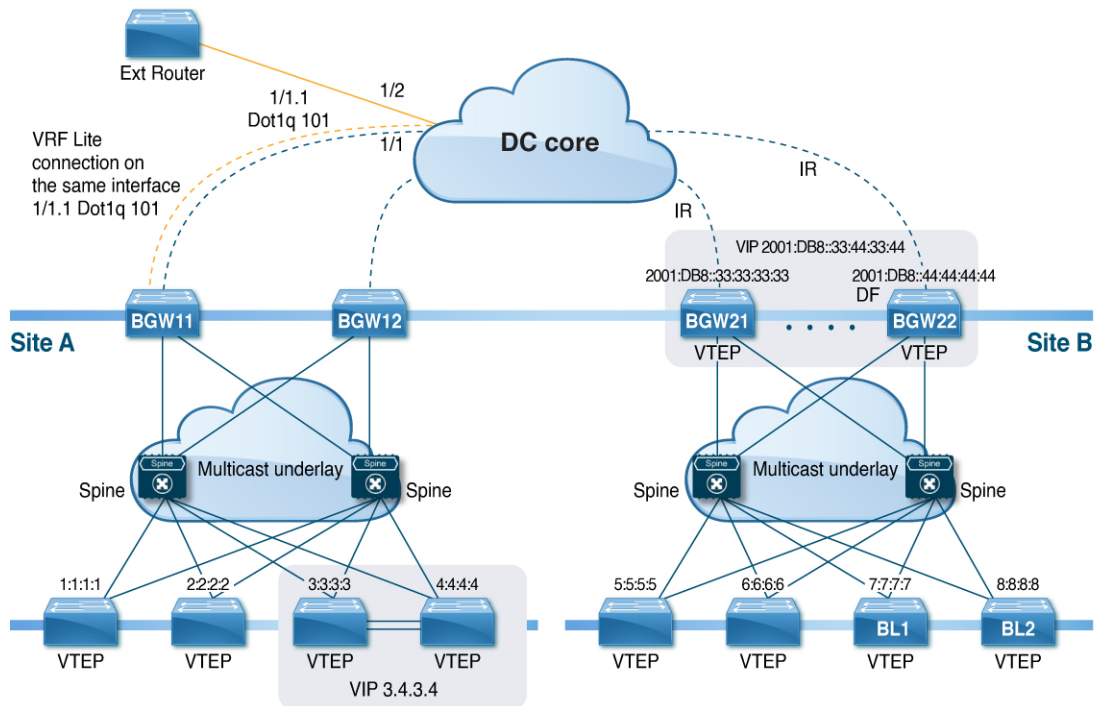 Ext Router
1/2
1/1.1
Dot1q 101
1/1
VRF Lite
connection on
the same interface
1/1.1 Dot1q 101
DC core
IR
IR
VIP 2001:DB8::33:44:33:44
2001:DB8::33:33:33:33
2001:DB8::44:44:44:44
DF
BGW11
BGW12
BGW21
BGW22
Site A
Site B
VTEP
VTEP
Spine
Spine
Spine
Multicast underlay
Spine
Spine
Spine
Multicast underlay
Spine
Spine
1:1:1:1
2:2:2:2
3:3:3:3
4:4:4:4
5:5:5:5
6:6:6:6
7:7:7:7
8:8:8:8
BL1
BL2
VTEP
VTEP
VTEP
VTEP
VTEP
VTEP
VTEP
VTEP
VIP 3.4.3.4